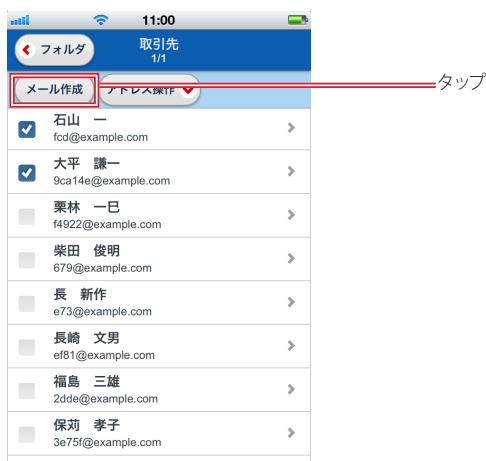 11:00
フォルダ
取引先
1/1
メール作成
アドレス操作
タップ
石山　一
fcd@example.com
大平　謙一
9ca14e@example.com
栗林　一巳
f4922@example.com
柴田　俊明
679@example.com
長　新作
e73@example.com
長崎　文男
ef81@example.com
福島　三雄
2dde@example.com
保苅　孝子
3e75f@example.com